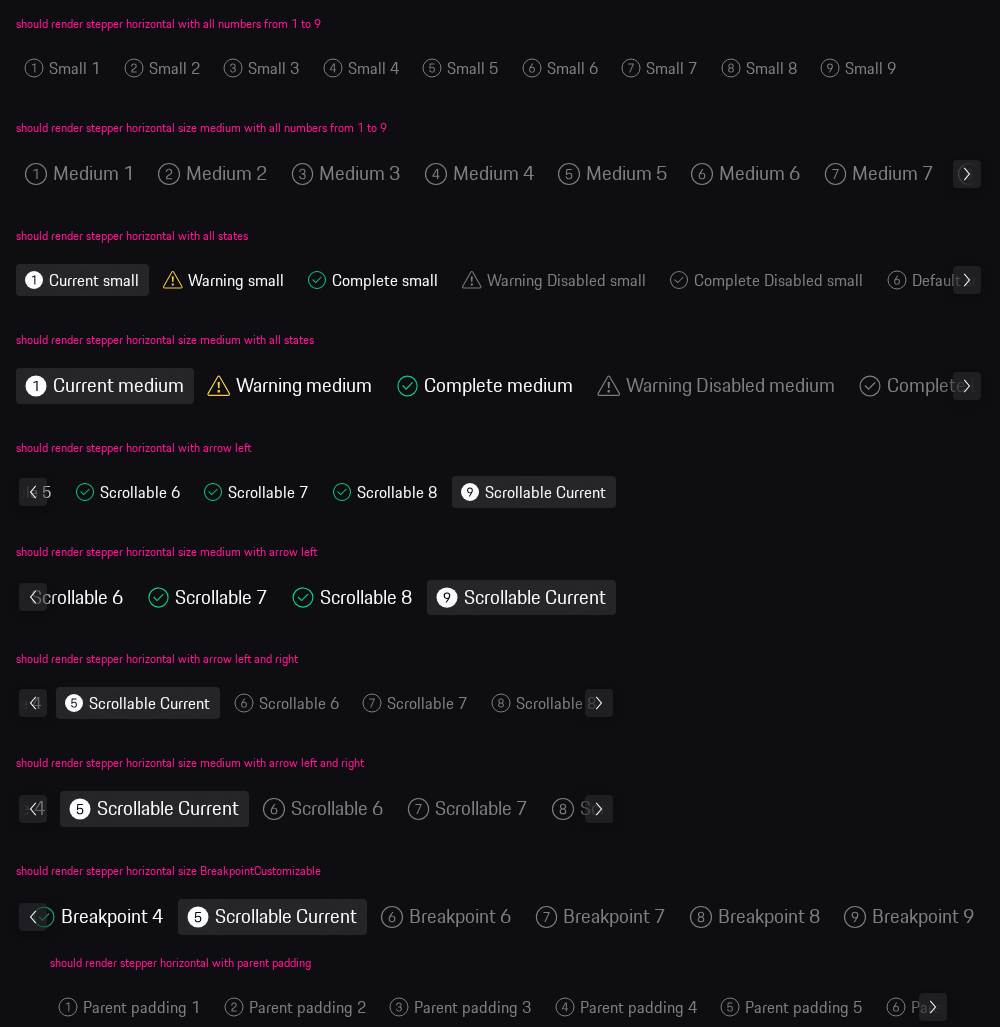 should render stepper horizontal with all numbers from 1 to 9
1 Small 1 2 Small 2 3 Small 3 4 Small 4 5 Small 5 6 Small 6 7 Small 7 8 Small 8 9 Small 9
should render stepper horizontal size medium with all numbers from 1 to 9
1 Medium 1 2 Medium 2 3 Medium 3 4 Medium 4 5 Medium 5 6 Medium 6 7 Medium 7
should render stepper horizontal with all states
1 Current small Warning small Complete small Warning Disabled small Complete Disabled small 6 Default
should render stepper horizontal size medium with all states
1 Current medium Warning medium Complete medium Warning Disabled medium Complete
should render stepper horizontal with arrow left
5 Scrollable 6 Scrollable 7 Scrollable 8 9 Scrollable Current
should render stepper horizontal size medium with arrow left
Scrollable 6 Scrollable 7 Scrollable 8 9 Scrollable Current
should render stepper horizontal with arrow left and right
4 5 Scrollable Current 6 Scrollable 6 7 Scrollable 7 8 Scrollable 8
should render stepper horizontal size medium with arrow left and right
4 5 Scrollable Current 6 Scrollable 6 7 Scrollable 7 8
should render stepper horizontal size BreakpointCustomizable
Breakpoint 4 5 Scrollable Current 6 Breakpoint 6 7 Breakpoint 7 8 Breakpoint 8 9 Breakpoint 9
should render stepper horizontal with parent padding
1 Parent padding 1 2 Parent padding 2 3 Parent padding 3 4 Parent padding 4 5 Parent padding 5 6